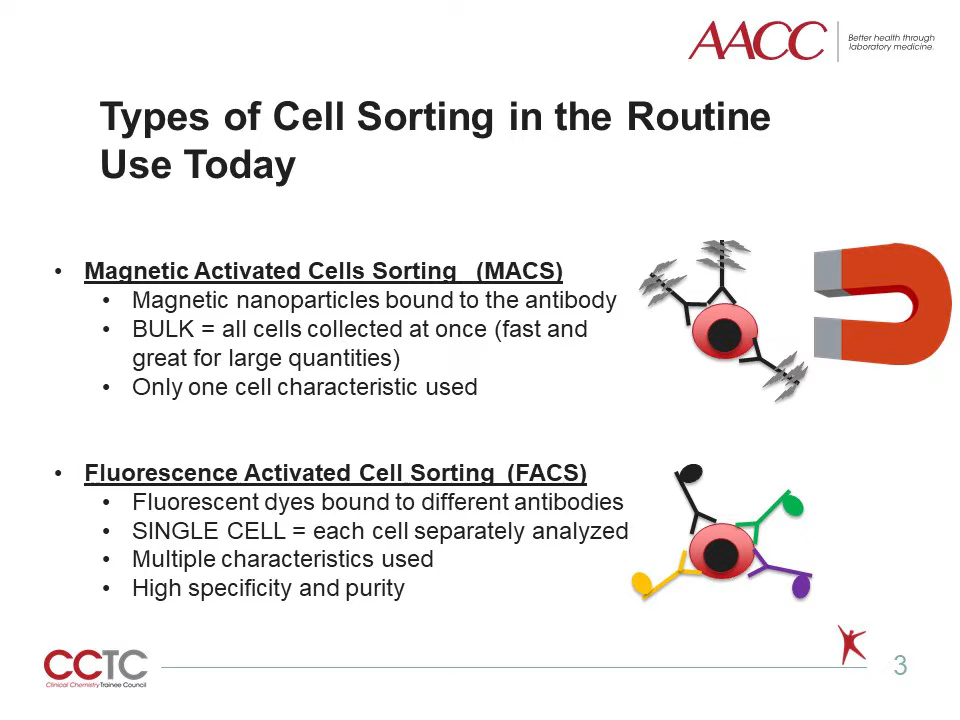 AACC
Better health through
laboratory medicine.
Types of Cell Sorting in the Routine
Use Today
• Magnetic Activated Cells Sorting (MACS)
• Magnetic nanoparticles bound to the antibody
• BULK = all cells collected at once (fast and
great for large quantities)
• Only one cell characteristic used
• Fluorescence Activated Cell Sorting (FACS)
• Fluorescent dyes bound to different antibodies
• SINGLE CELL = each cell separately analyzed
• Multiple characteristics used
• High specificity and purity
CCTC
Clinical Chemistry Trainee Council
3